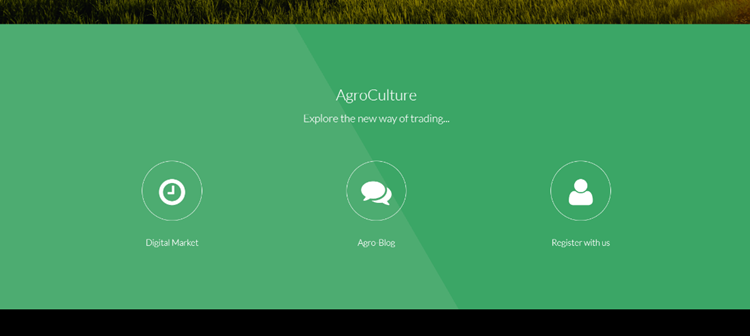 AgroCulture
Explore the new way of trading...
Digital Market
Agro Blog
Register with us